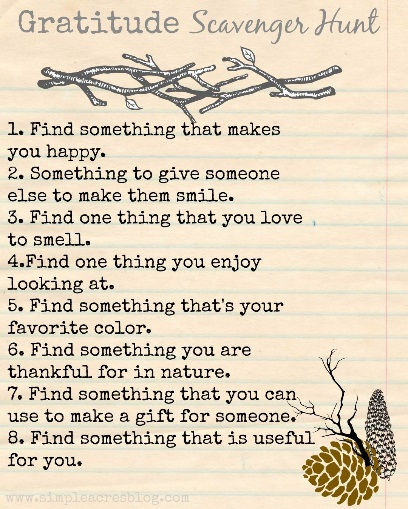 Gratitude Scavenger Hunt
1. Find something that makes
you happy.
2. Something to give someone
else to make them smile.
3. Find one thing that you love
to smell.
4.Find one thing you enjoy
looking at.
5. Find something that's your
favorite color.
6. Find something you are
thankful for in nature.
7. Find something that you can
use to make a gift for someone.
8. Find something that is useful
for you.
www.simpleacresblog.com